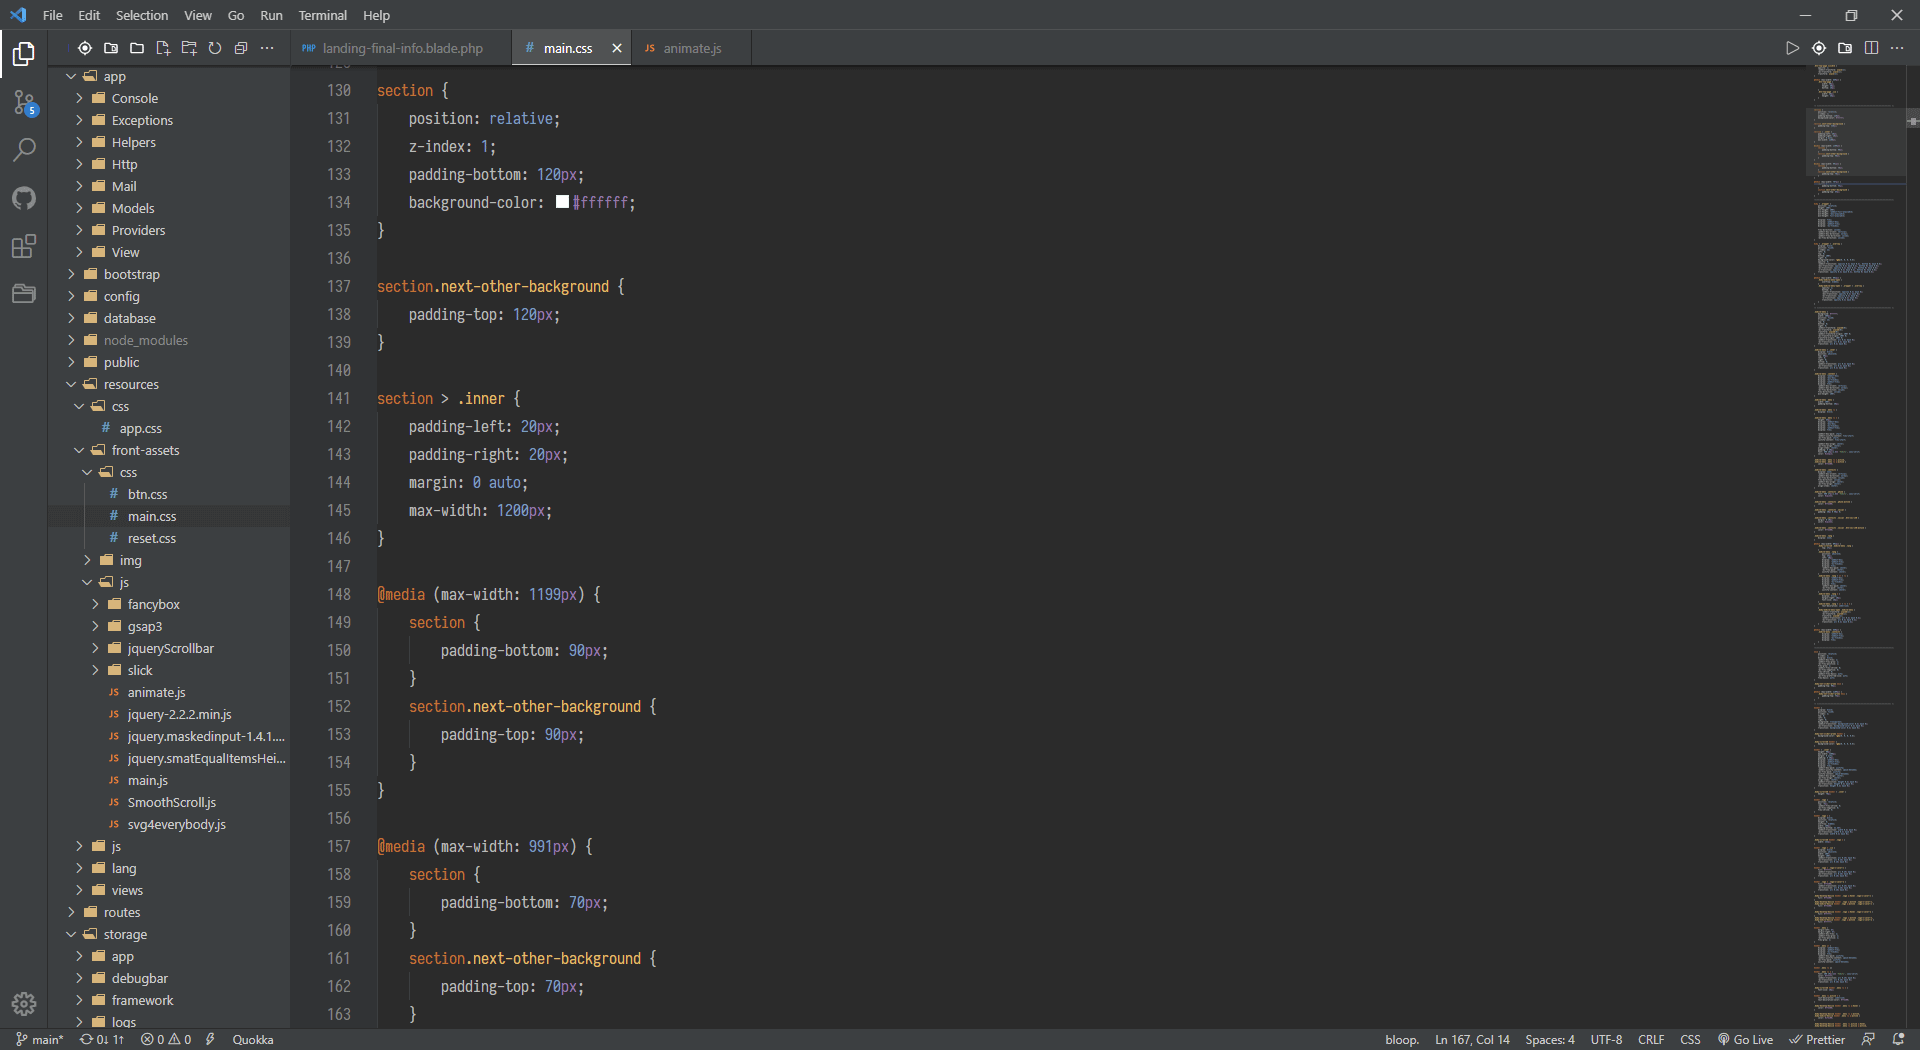 File Edit Selection View Go Run Terminal Help
PHP landing-final-info.blade.php
# main.css
JS animate.js
app
Console
Exceptions
Helpers
Http
Mail
Models
Providers
View
bootstrap
config
database
node_modules
public
resources
css
# app.css
front-assets
css
# btn.css
# main.css
# reset.css
img
js
fancybox
gsap3
jqueryScrollbar
slick
JS animate.js
JS jquery-2.2.2.min.js
JS jquery.maskedinput-1.4.1....
JS jquery.smatEqualItemsHei...
JS main.js
JS SmoothScroll.js
JS svg4everybody.js
js
lang
views
routes
storage
app
debugbar
framework
logs
5
130 section {
131 position: relative;
132 z-index: 1;
133 padding-bottom: 120px;
134 background-color: #ffffff;
135 }
136
137 section.next-other-background {
138 padding-top: 120px;
139 }
140
141 section > .inner {
142 padding-left: 20px;
143 padding-right: 20px;
144 margin: 0 auto;
145 max-width: 1200px;
146 }
147
148 @media (max-width: 1199px) {
149 section {
150 padding-bottom: 90px;
151 }
152 section.next-other-background {
153 padding-top: 90px;
154 }
155 }
156
157 @media (max-width: 991px) {
158 section {
159 padding-bottom: 70px;
160 }
161 section.next-other-background {
162 padding-top: 70px;
163 }
main* 0↓ 1↑ 0 0 Quokka
bloop. Ln 167, Col 14 Spaces: 4 UTF-8 CRLF CSS Go Live Prettier